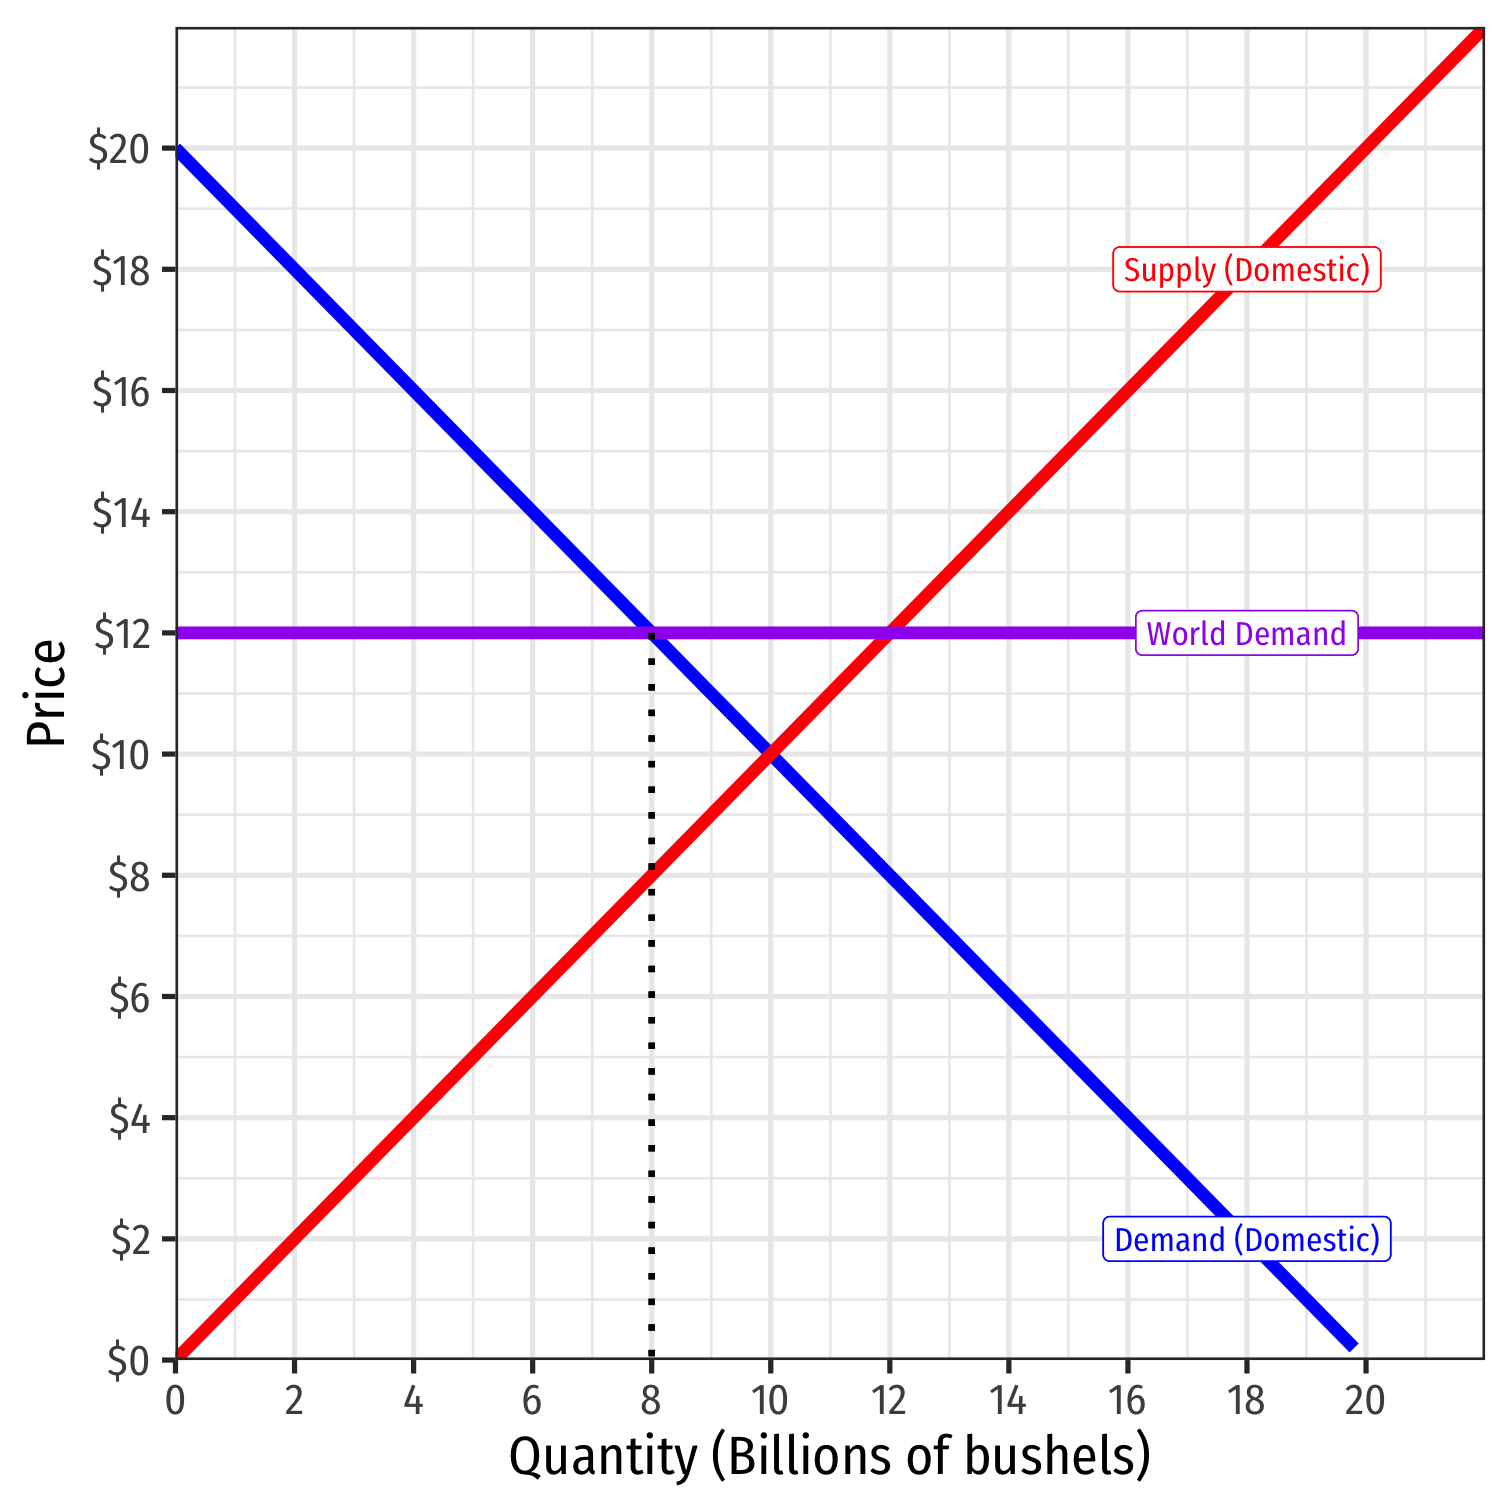 $20
$18
Supply (Domestic)
$16
$14
$12
World Demand
Price
$10
$8
$6
$4
$2
Demand (Domestic)
$0
0 2 4 6 8 10 12 14 16 18 20
Quantity (Billions of bushels)